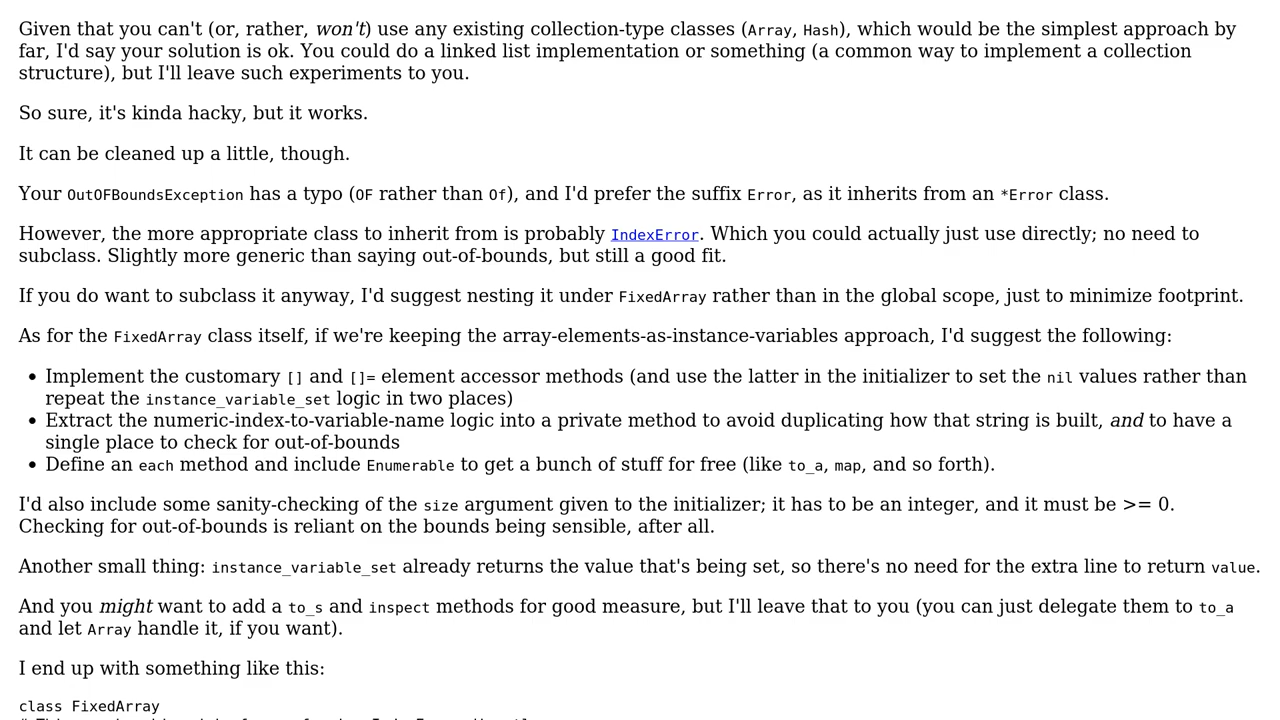 Given that you can't (or, rather, won't) use any existing collection-type classes (Array, Hash), which would be the simplest approach by
far, I'd say your solution is ok. You could do a linked list implementation or something (a common way to implement a collection
structure), but I'll leave such experiments to you.
So sure, it's kinda hacky, but it works.
It can be cleaned up a little, though.
Your OutOFBoundsException has a typo (OF rather than Of), and I'd prefer the suffix Error, as it inherits from an *Error class.
However, the more appropriate class to inherit from is probably IndexError. Which you could actually just use directly; no need to
subclass. Slightly more generic than saying out-of-bounds, but still a good fit.
If you do want to subclass it anyway, I'd suggest nesting it under FixedArray rather than in the global scope, just to minimize footprint.
As for the FixedArray class itself, if we're keeping the array-elements-as-instance-variables approach, I'd suggest the following:
• Implement the customary [] and []= element accessor methods (and use the latter in the initializer to set the nil values rather than
repeat the instance_variable_set logic in two places)
• Extract the numeric-index-to-variable-name logic into a private method to avoid duplicating how that string is built, and to have a
single place to check for out-of-bounds
• Define an each method and include Enumerable to get a bunch of stuff for free (like to_a, map, and so forth).
I'd also include some sanity-checking of the size argument given to the initializer; it has to be an integer, and it must be >= 0.
Checking for out-of-bounds is reliant on the bounds being sensible, after all.
Another small thing: instance_variable_set already returns the value that's being set, so there's no need for the extra line to return value.
And you might want to add a to_s and inspect methods for good measure, but I'll leave that to you (you can just delegate them to to_a
and let Array handle it, if you want).
I end up with something like this:
class FixedArray